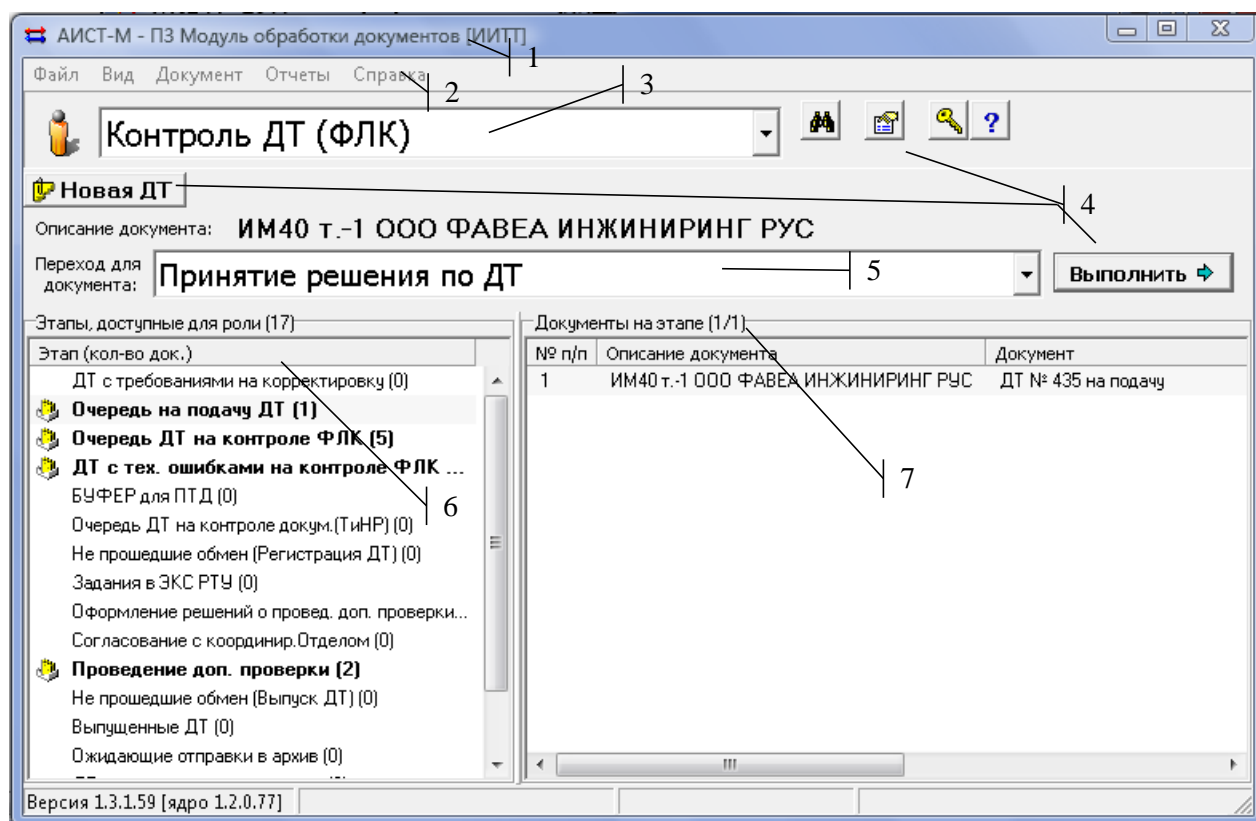 АИСТ-М - ПЗ Модуль обработки документов [ИИТТ]
1
Файл Вид Документ Отчеты Справка
2
3
Контроль ДТ (ФЛК)
Новая ДТ
4
Описание документа: ИМ40 т.-1 ООО ФАВЕА ИНЖИНИРИНГ РУС
Переход для документа: Принятие решения по ДТ
5
Выполнить
Этапы, доступные для роли (17)
Этап (кол-во док.)
ДТ с требованиями на корректировку (0)
Очередь на подачу ДТ (1)
Очередь ДТ на контроле ФЛК (5)
ДТ с тех. ошибками на контроле ФЛК ...
БУФЕР для ПТД (0)
6
Очередь ДТ на контроле докум.(ТиНР) (0)
Не прошедшие обмен (Регистрация ДТ) (0)
Задания в ЭКС РТУ (0)
Оформление решений о провед. доп. проверки...
Согласование с координир.Отделом (0)
Проведение доп. проверки (2)
Не прошедшие обмен (Выпуск ДТ) (0)
Выпущенные ДТ (0)
Ожидающие отправки в архив (0)
Документы на этапе (1/1)
№ п/п Описание документа Документ
1 ИМ40 т.-1 ООО ФАВЕА ИНЖИНИРИНГ РУС ДТ № 435 на подачу
7
Версия 1.3.1.59 [ядро 1.2.0.77]